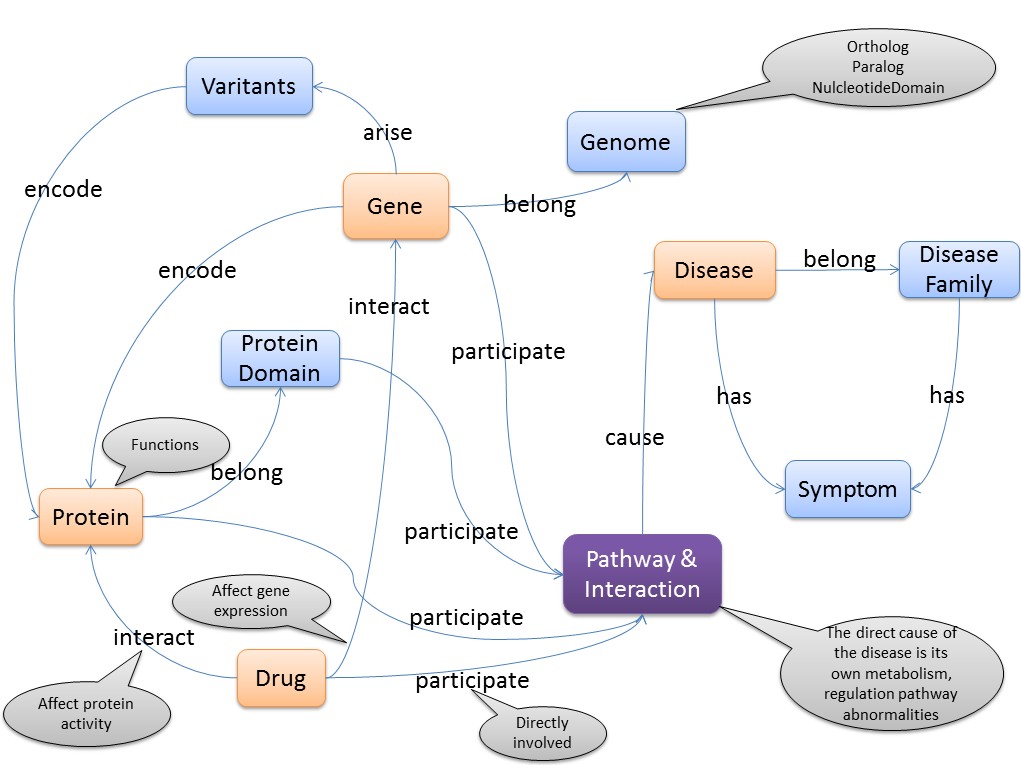 Ortholog
Paralog
NulcleotideDomain
Varitants
arise
Genome
encode
Gene
belong
Disease
belong
Disease
Family
encode
interact
Protein
Domain
participate
has
has
Functions
cause
belong
Symptom
Protein
participate
Pathway &
Interaction
Affect gene
expression
participate
interact
The direct cause of
the disease is its
own metabolism,
regulation pathway
abnormalities
Drug
participate
Affect protein
activity
Directly
involved